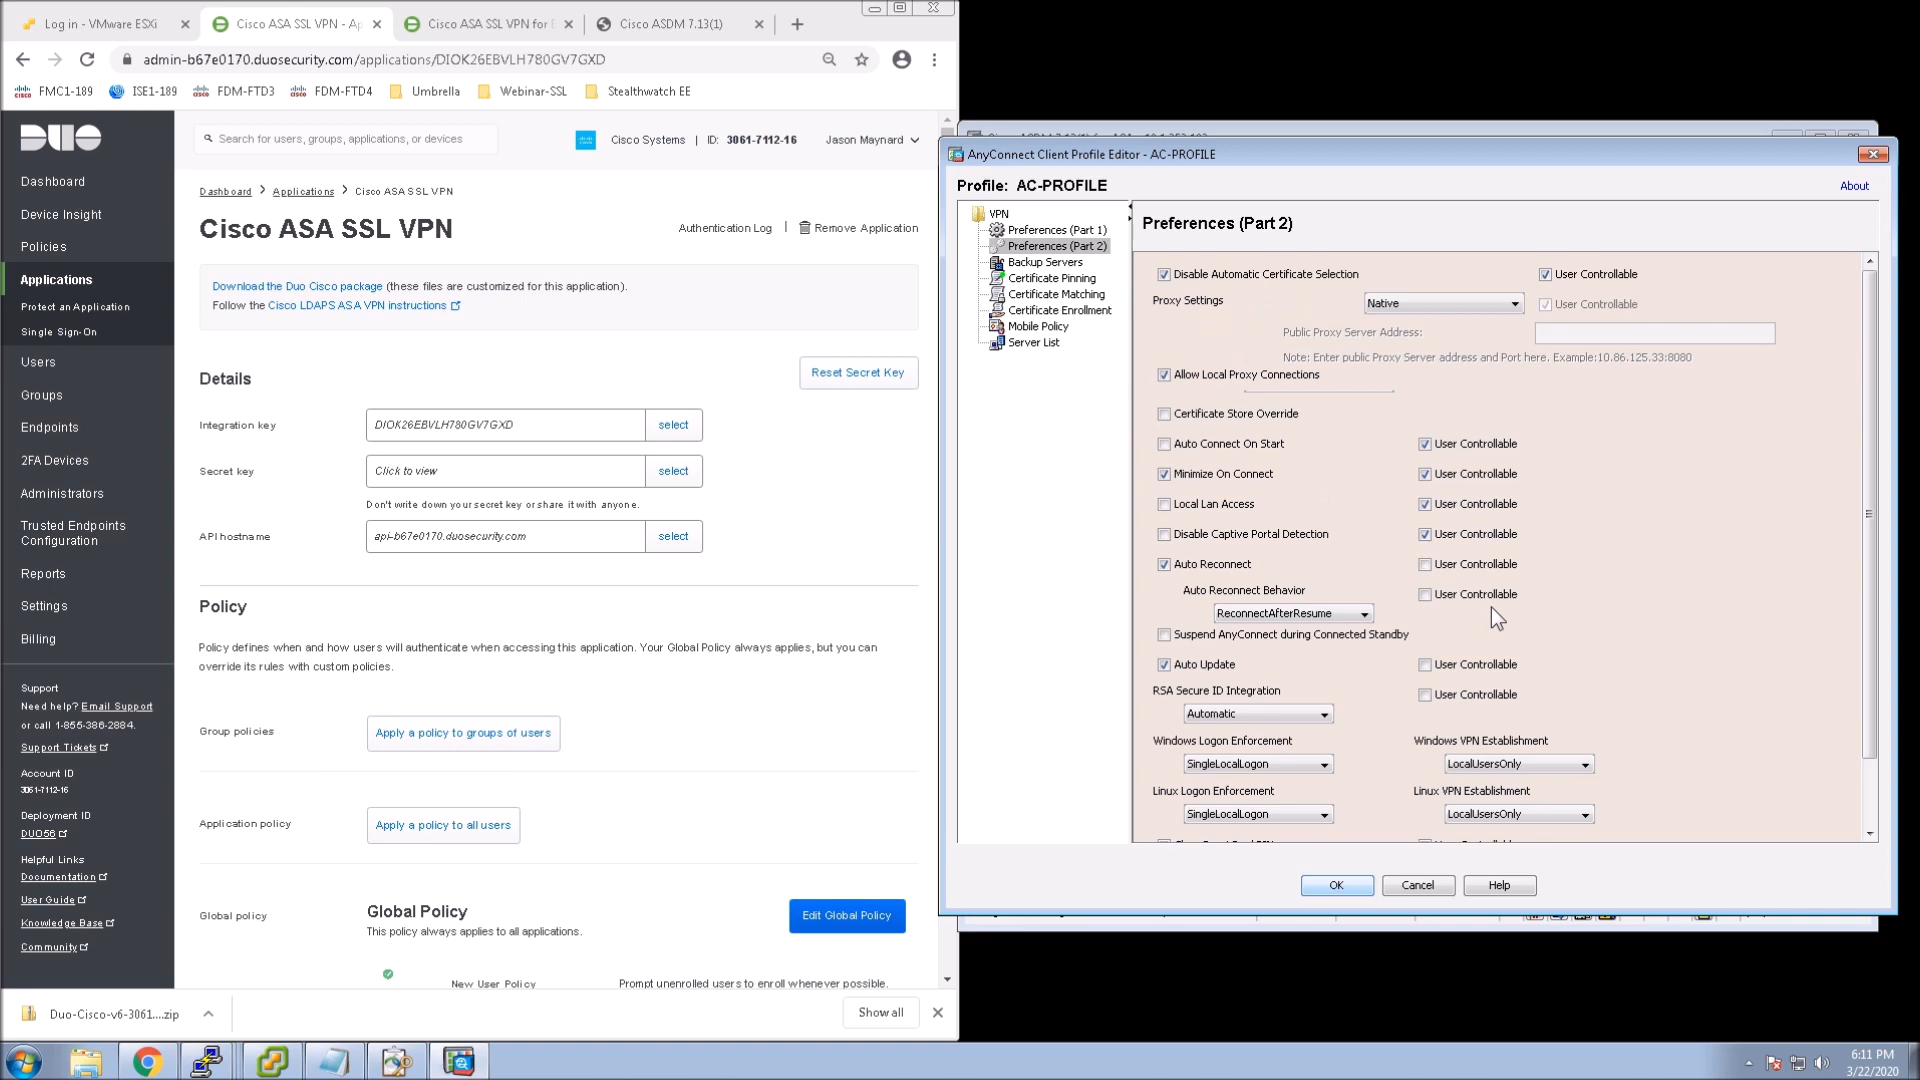 Log in - VMware ESXi
Cisco ASA SSL VPN - Ap
Cisco ASA SSL VPN for E
Cisco ASDM 7.13(1)
admin-b67e0170.duosecurity.com/applications/DIOK26EBVLH780GV7GXD
FMC1-189
ISE1-189
FDM-FTD3
FDM-FTD4
Umbrella
Webinar-SSL
Stealthwatch EE
DUO
Dashboard
Device Insight
Policies
Applications
Protect an Application
Single Sign-On
Users
Groups
Endpoints
2FA Devices
Administrators
Trusted Endpoints
Configuration
Reports
Settings
Billing
Support
Need help? Email Support
or call 1-855-386-2884.
Support Tickets
Account ID
3061-7112-16
Deployment ID
DUO56
Helpful Links
Documentation
User Guide
Knowledge Base
Community
Search for users, groups, applications, or devices
Cisco Systems | ID: 3061-7112-16
Jason Maynard
Dashboard > Applications > Cisco ASA SSL VPN
Cisco ASA SSL VPN
Authentication Log | Remove Application
Download the Duo Cisco package (these files are customized for this application).
Follow the Cisco LDAPS ASA VPN instructions
Details
Reset Secret Key
Integration key
DIOK26EBVLH780GV7GXD
select
Secret key
Click to view
select
Don't write down your secret key or share it with anyone.
API hostname
api-b67e0170.duosecurity.com
select
Policy
Policy defines when and how users will authenticate when accessing this application. Your Global Policy always applies, but you can
override its rules with custom policies.
Group policies
Apply a policy to groups of users
Application policy
Apply a policy to all users
Global policy
Global Policy
This policy always applies to all applications.
Edit Global Policy
New User Policy
Prompt unenrolled users to enroll whenever possible.
Duo-Cisco-v6-3061....zip
Show all
AnyConnect Client Profile Editor - AC-PROFILE
Profile: AC-PROFILE
About
VPN
Preferences (Part 1)
Preferences (Part 2)
Backup Servers
Certificate Pinning
Certificate Matching
Certificate Enrollment
Mobile Policy
Server List
Preferences (Part 2)
Disable Automatic Certificate Selection
User Controllable
Proxy Settings
Native
User Controllable
Public Proxy Server Address:
Note: Enter public Proxy Server address and Port here. Example:10.86.125.33:8080
Allow Local Proxy Connections
Certificate Store Override
Auto Connect On Start
User Controllable
Minimize On Connect
User Controllable
Local Lan Access
User Controllable
Disable Captive Portal Detection
User Controllable
Auto Reconnect
User Controllable
Auto Reconnect Behavior
User Controllable
ReconnectAfterResume
Suspend AnyConnect during Connected Standby
Auto Update
User Controllable
RSA Secure ID Integration
User Controllable
Automatic
Windows Logon Enforcement
Windows VPN Establishment
SingleLocalLogon
LocalUsersOnly
Linux Logon Enforcement
Linux VPN Establishment
SingleLocalLogon
LocalUsersOnly
OK
Cancel
Help
6:11 PM
3/22/2020